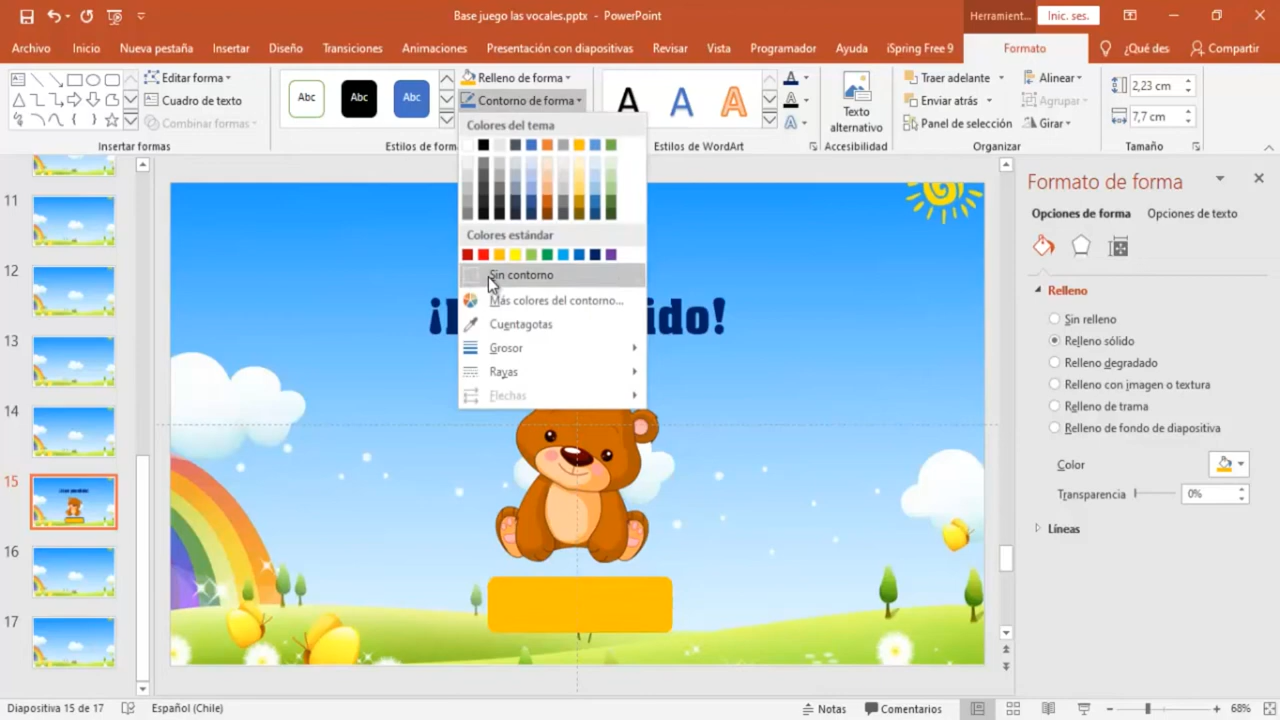 Base juego las vocales.pptx - PowerPoint
Herramient...
Inic. ses.
Archivo
Inicio
Nueva pestaña
Insertar
Diseño
Transiciones
Animaciones
Presentación con diapositivas
Revisar
Vista
Programador
Ayuda
iSpring Free 9
Formato
¿Qué des
Compartir
Editar forma
Cuadro de texto
Combinar formas
Insertar formas
Abc
Abc
Abc
Estilos de form
Relleno de forma
Contorno de forma
A
A
A
A
A
A
Estilos de WordArt
Texto
alternativo
Accesibilidad
Traer adelante
Enviar atrás
Panel de selección
Alinear
Agrupar
Girar
Organizar
2,23 cm
7,7 cm
Tamaño
Colores del tema
Colores estándar
Sin contorno
Más colores del contorno...
Cuentagotas
Grosor
Rayas
Flechas
11
12
13
14
15
16
17
ido!
Formato de forma
Opciones de forma
Opciones de texto
Relleno
Sin relleno
Relleno sólido
Relleno degradado
Relleno con imagen o textura
Relleno de trama
Relleno de fondo de diapositiva
Color
Transparencia
0%
Líneas
Diapositiva 15 de 17
Español (Chile)
Notas
Comentarios
68%